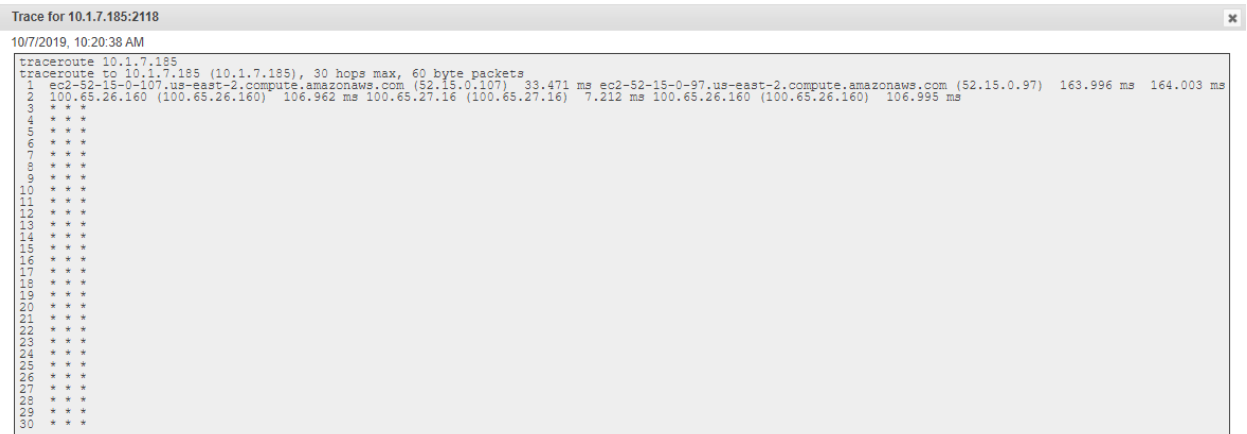 Trace for 10.1.7.185:2118
10/7/2019, 10:20:38 AM
traceroute 10.1.7.185
traceroute to 10.1.7.185 (10.1.7.185), 30 hops max, 60 byte packets
1 ec2-52-15-0-107.us-east-2.compute.amazonaws.com (52.15.0.107) 33.471 ms ec2-52-15-0-97.us-east-2.compute.amazonaws.com (52.15.0.97) 163.996 ms 164.003 ms
2 100.65.26.160 (100.65.26.160) 106.962 ms 100.65.27.16 (100.65.27.16) 7.212 ms 100.65.26.160 (100.65.26.160) 106.995 ms
3 * * *
4 * * *
5 * * *
6 * * *
7 * * *
8 * * *
9 * * *
10 * * *
11 * * *
12 * * *
13 * * *
14 * * *
15 * * *
16 * * *
17 * * *
18 * * *
19 * * *
20 * * *
21 * * *
22 * * *
23 * * *
24 * * *
25 * * *
26 * * *
27 * * *
28 * * *
29 * * *
30 * * *